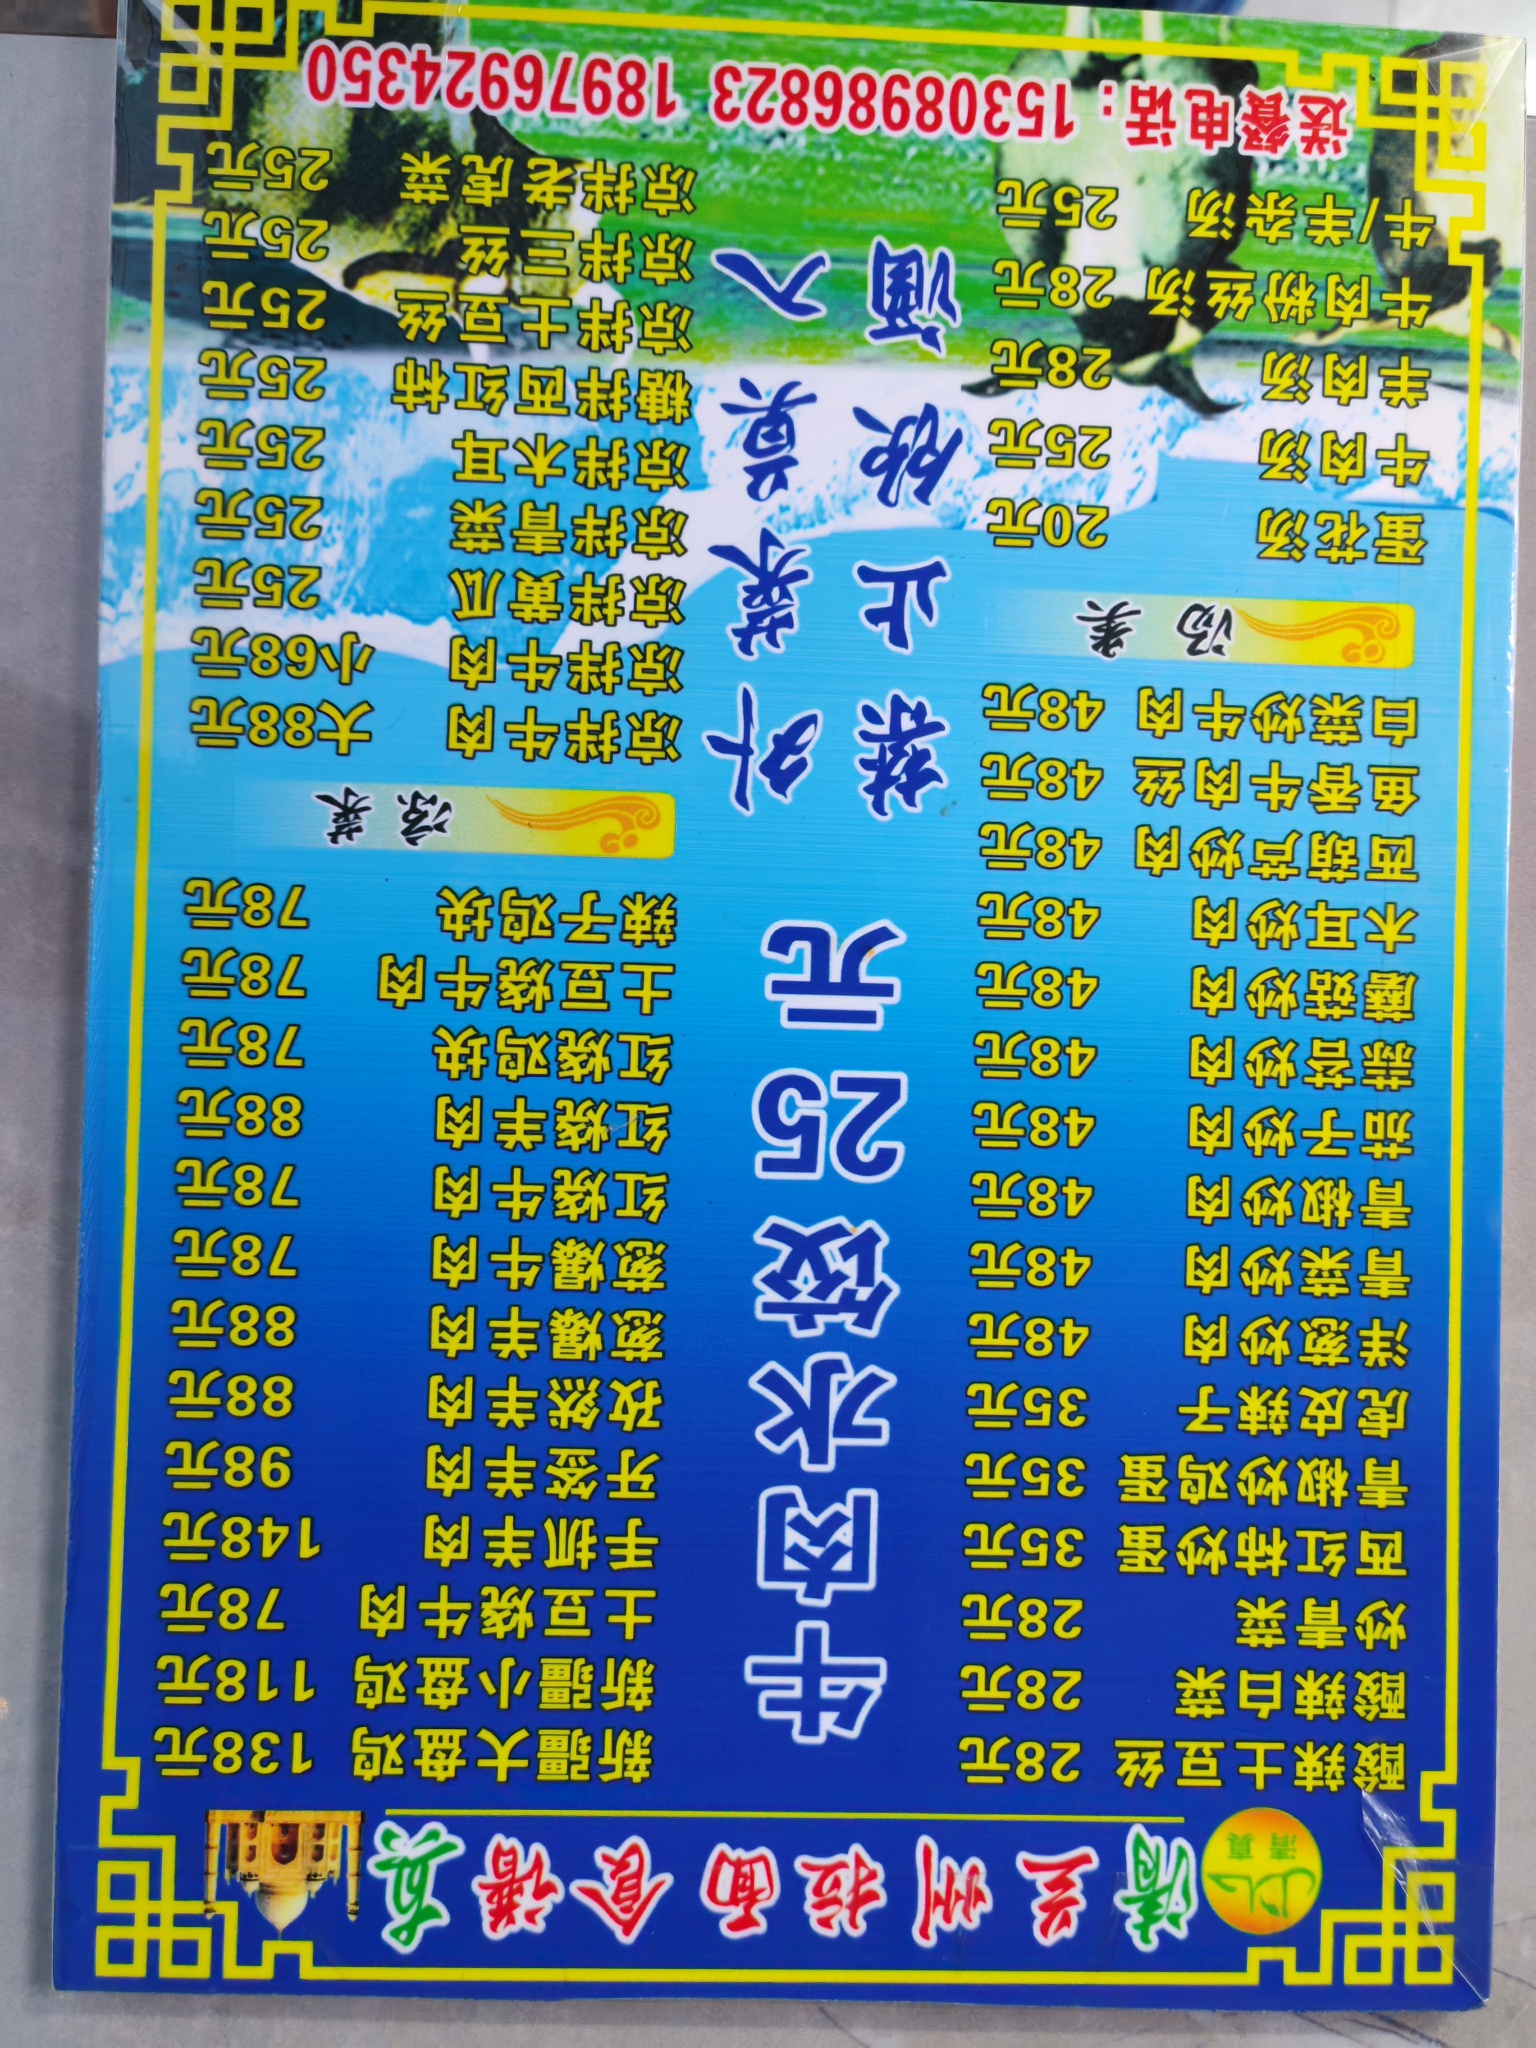 清真
清兰州拉面食谱真
酸辣土豆丝 28元
酸辣白菜 28元
炒青菜 28元
西红柿炒蛋 35元
青椒炒鸡蛋 35元
虎皮辣子 35元
洋葱炒肉 48元
青菜炒肉 48元
青椒炒肉 48元
茄子炒肉 48元
蒜苔炒肉 48元
蘑菇炒肉 48元
木耳炒肉 48元
西葫芦炒肉 48元
鱼香牛肉丝 48元
白菜炒牛肉 48元
汤类
蛋花汤 20元
牛肉汤 25元
羊肉汤 28元
牛肉粉丝汤 28元
牛/羊杂汤 25元
牛肉水饺 25元
禁止饮酒
外菜莫入
新疆大盘鸡 138元
新疆小盘鸡 118元
土豆烧牛肉 78元
手抓羊肉 148元
牙签羊肉 98元
孜然羊肉 88元
葱爆羊肉 88元
葱爆牛肉 78元
红烧牛肉 78元
红烧羊肉 88元
红烧鸡块 78元
土豆烧牛肉 78元
辣子鸡块 78元
凉菜
凉拌牛肉 大88元
凉拌牛肉 小68元
凉拌黄瓜 25元
凉拌青菜 25元
凉拌木耳 25元
糖拌西红柿 25元
凉拌土豆丝 25元
凉拌三丝 25元
凉拌老虎菜 25元
送餐电话：15308986823 18976924350